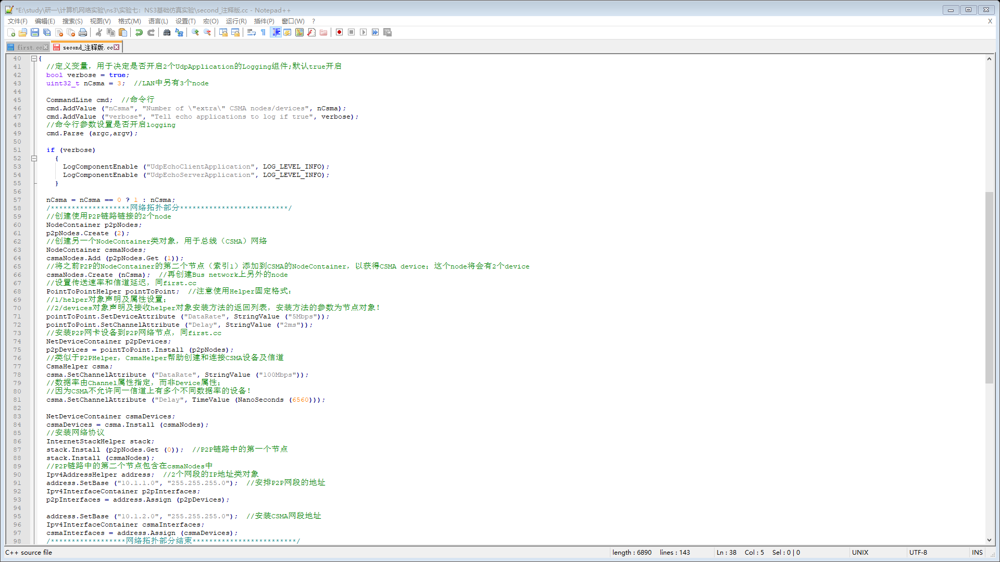 *E:\study\研一\计算机网络实验\ns3\实验七：NS3基础仿真实验\second_注释版.cc - Notepad++
文件(F) 编辑(E) 搜索(S) 视图(V) 格式(M) 语言(L) 设置(T) 宏(O) 运行(R) 插件(P) 窗口(W) ? X
first.cc second_注释版.cc
40 {
41 //定义变量，用于决定是否开启2个UdpApplication的Logging组件;默认true开启
42 bool verbose = true;
43 uint32_t nCsma = 3;  //LAN中另有3个node
44
45 CommandLine cmd;  //命令行
46 cmd.AddValue ("nCsma", "Number of \"extra\" CSMA nodes/devices", nCsma);
47 cmd.AddValue ("verbose", "Tell echo applications to log if true", verbose);
48 //命令行参数设置是否开启logging
49 cmd.Parse (argc,argv);
50
51 if (verbose)
52 {
53 LogComponentEnable ("UdpEchoClientApplication", LOG_LEVEL_INFO);
54 LogComponentEnable ("UdpEchoServerApplication", LOG_LEVEL_INFO);
55 }
56
57 nCsma = nCsma == 0 ? 1 : nCsma;
58 /*******************网络拓扑部分**************************/
59 //创建使用P2P链路链接的2个node
60 NodeContainer p2pNodes;
61 p2pNodes.Create (2);
62 //创建另一个NodeContainer类对象，用于总线（CSMA）网络
63 NodeContainer csmaNodes;
64 csmaNodes.Add (p2pNodes.Get (1));
65 //将之前P2P的NodeContainer的第二个节点（索引1）添加到CSMA的NodeContainer，以获得CSMA device；这个node将会有2个device
66 csmaNodes.Create (nCsma);  //再创建Bus network上另外的node
67 //设置传送速率和信道延迟，同first.cc
68 PointToPointHelper pointToPoint;  //注意使用Helper固定格式：
69 //1/helper对象声明及属性设置；
70 //2/devices对象声明及接收helper对象安装方法的返回列表，安装方法的参数为节点对象！
71 pointToPoint.SetDeviceAttribute ("DataRate", StringValue ("5Mbps"));
72 pointToPoint.SetChannelAttribute ("Delay", StringValue ("2ms"));
73 //安装P2P网卡设备到P2P网络节点，同first.cc
74 NetDeviceContainer p2pDevices;
75 p2pDevices = pointToPoint.Install (p2pNodes);
76 //类似于P2PHelper，CsmaHelper帮助创建和连接CSMA设备及信道
77 CsmaHelper csma;
78 csma.SetChannelAttribute ("DataRate", StringValue ("100Mbps"));
79 //数据率由Channel属性指定，而非Device属性；
80 //因为CSMA不允许同一信道上有多个不同数据率的设备！
81 csma.SetChannelAttribute ("Delay", TimeValue (NanoSeconds (6560)));
82
83 NetDeviceContainer csmaDevices;
84 csmaDevices = csma.Install (csmaNodes);
85 //安装网络协议
86 InternetStackHelper stack;
87 stack.Install (p2pNodes.Get (0));  //P2P链路中的第一个节点
88 stack.Install (csmaNodes);
89 //P2P链路中的第二个节点包含在csmaNodes中
90 Ipv4AddressHelper address;  //2个网段的IP地址类对象
91 address.SetBase ("10.1.1.0", "255.255.255.0");  //安排P2P网段的地址
92 Ipv4InterfaceContainer p2pInterfaces;
93 p2pInterfaces = address.Assign (p2pDevices);
94
95 address.SetBase ("10.1.2.0", "255.255.255.0");  //安装CSMA网段地址
96 Ipv4InterfaceContainer csmaInterfaces;
97 csmaInterfaces = address.Assign (csmaDevices);
98 /******************网络拓扑部分结束*************************/
C++ source file length : 6890 lines : 143 Ln : 38 Col : 5 Sel : 0 | 0 UNIX UTF-8 INS